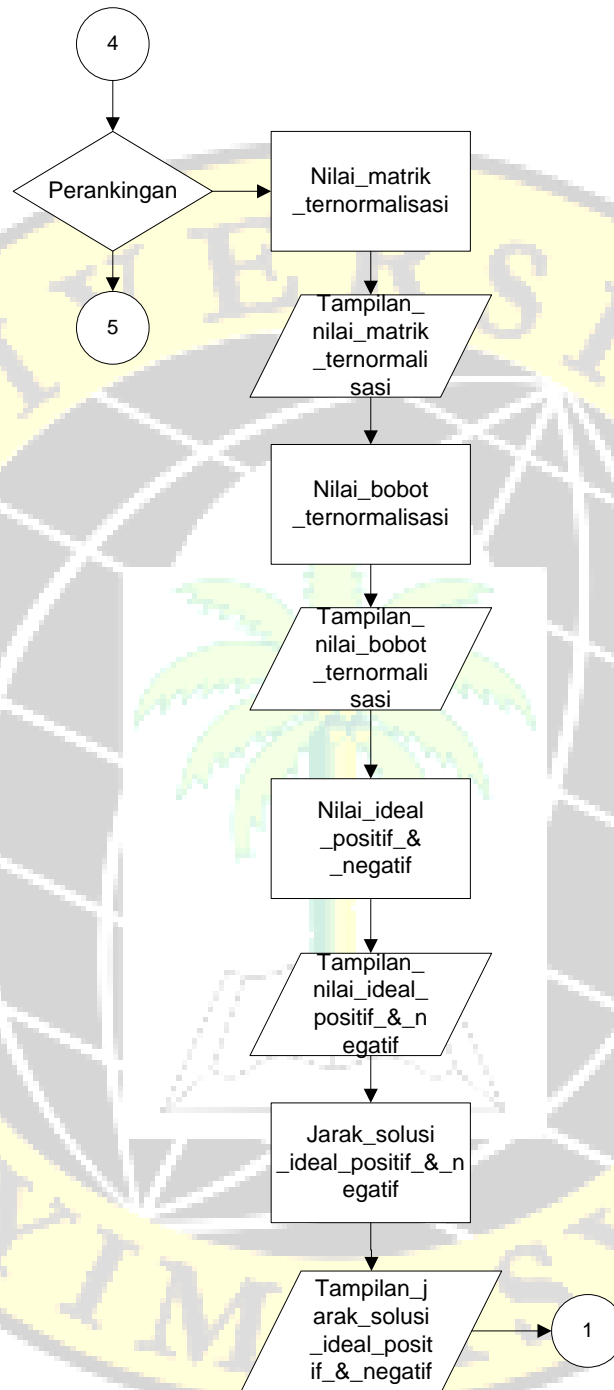 4
Perankingan
Nilai_matrik
_ternormalisasi
5
Tampilan_
nilai_matrik
_ternormali
sasi
Nilai_bobot
_ternormalisasi
Tampilan_
nilai_bobot
_ternormali
sasi
Nilai_ideal
_positif_&
_negatif
Tampilan_
nilai_ideal_
positif_&_n
egatif
Jarak_solusi
_ideal_positif_&_n
egatif
Tampilan_j
arak_solusi
_ideal_posit
if_&_negatif
1